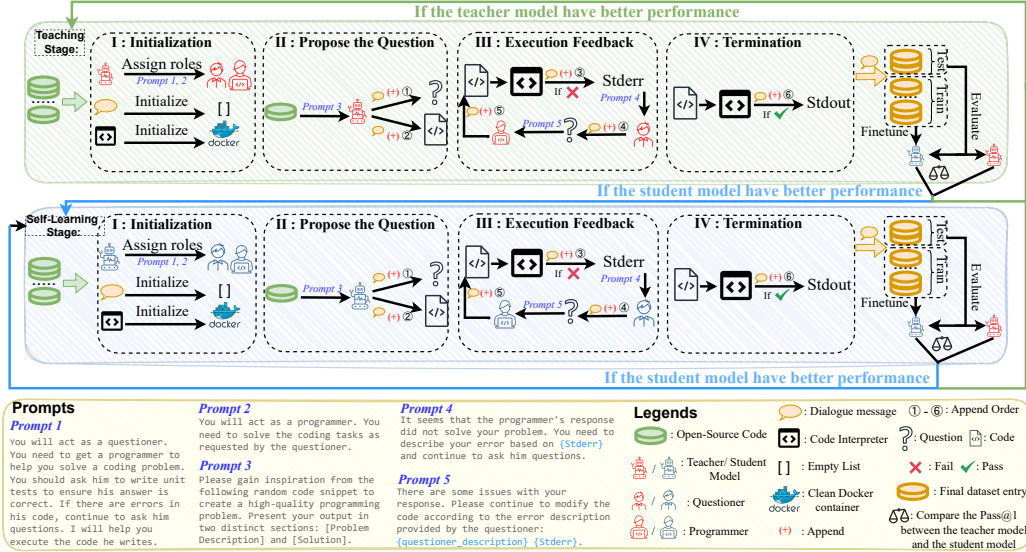 If the teacher model have better performance
Teaching
Stage:
I : Initialization
Assign roles
Prompt 1, 2
Initialize
[ ]
Initialize
docker
II : Propose the Question
Prompt 3
(+) ①
(+) ②
III : Execution Feedback
(+) ③
If
Stderr
Prompt 4
(+) ④
Prompt 5
(+) ⑤
IV : Termination
(+) ⑥
If
Stdout
Test
Train
Finetune
Evaluate
If the student model have better performance
Self-Learning
Stage:
I : Initialization
Assign roles
Prompt 1, 2
Initialize
[ ]
Initialize
docker
II : Propose the Question
Prompt 3
(+) ①
(+) ②
III : Execution Feedback
(+) ③
If
Stderr
Prompt 4
(+) ④
Prompt 5
(+) ⑤
IV : Termination
(+) ⑥
If
Stdout
Test
Train
Finetune
Evaluate
If the student model have better performance
Prompts
Prompt 1
You will act as a questioner.
You need to get a programmer to
help you solve a coding problem.
You should ask him to write unit
tests to ensure his answer is
correct. If there are errors in
his code, continue to ask him
questions. I will help you
execute the code he writes.
Prompt 2
You will act as a programmer. You
need to solve the coding tasks as
requested by the questioner.
Prompt 3
Please gain inspiration from the
following random code snippet to
create a high-quality programming
problem. Present your output in
two distinct sections: [Problem
Description] and [Solution].
Prompt 4
It seems that the programmer's response
did not solve your problem. You need to
describe your error based on {Stderr}
and continue to ask him questions.
Prompt 5
There are some issues with your
response. Please continue to modify the
code according to the error description
provided by the questioner:
{questioner_description} {Stderr}.
Legends
: Open-Source Code
/ : Teacher/ Student
Model
/ : Questioner
/ : Programmer
: Dialogue message
: Code Interpreter
[ ] : Empty List
: Clean Docker
container
(+) : Append
① - ⑥ : Append Order
: Question
: Code
: Fail
: Pass
: Final dataset entry
: Compare the Pass@1
between the teacher model
and the student model